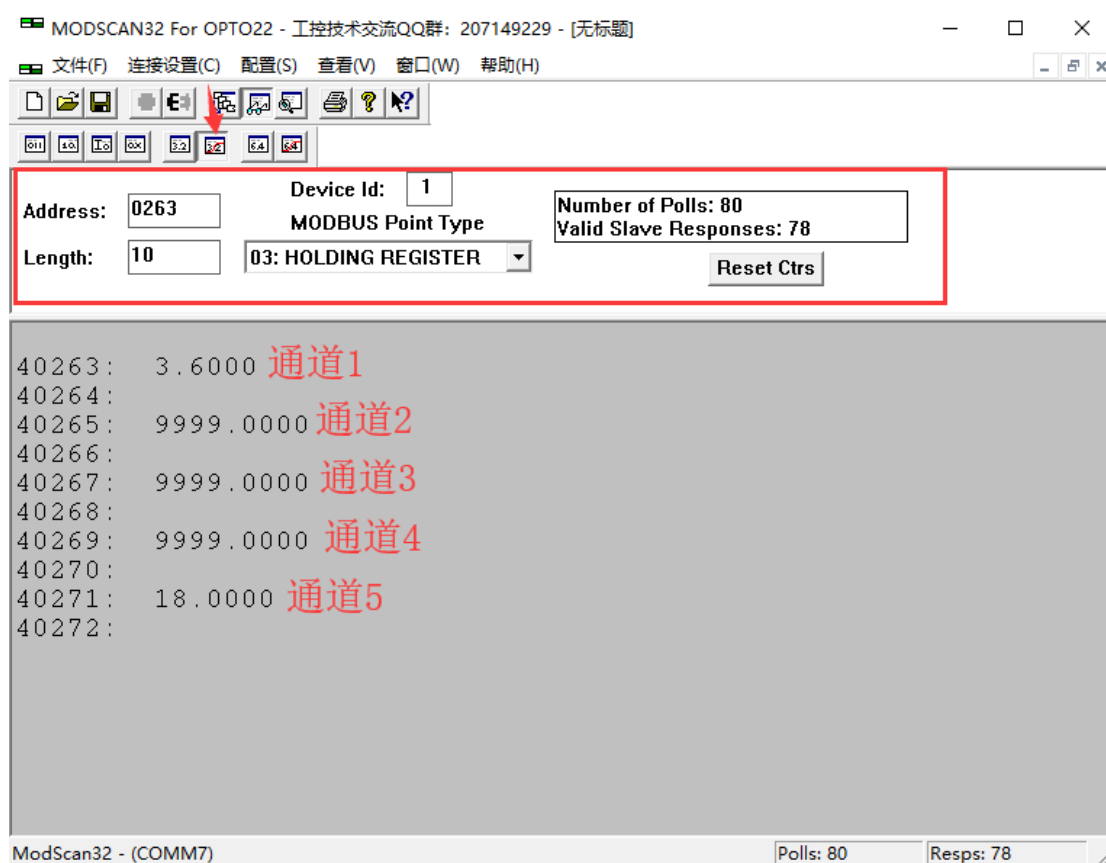 MODSCAN32 For OPTO22 - 工控技术交流QQ群：207149229 - [无标题]
文件(F) 连接设置(C) 配置(S) 查看(V) 窗口(W) 帮助(H)
Device Id: 1
Address: 0263
MODBUS Point Type
Number of Polls: 80
Valid Slave Responses: 78
Length: 10
03: HOLDING REGISTER
Reset Ctrs
40263: 3.6000 通道1
40264:
40265: 9999.0000 通道2
40266:
40267: 9999.0000 通道3
40268:
40269: 9999.0000 通道4
40270:
40271: 18.0000 通道5
40272:
ModScan32 - (COMM7)
Polls: 80
Resps: 78